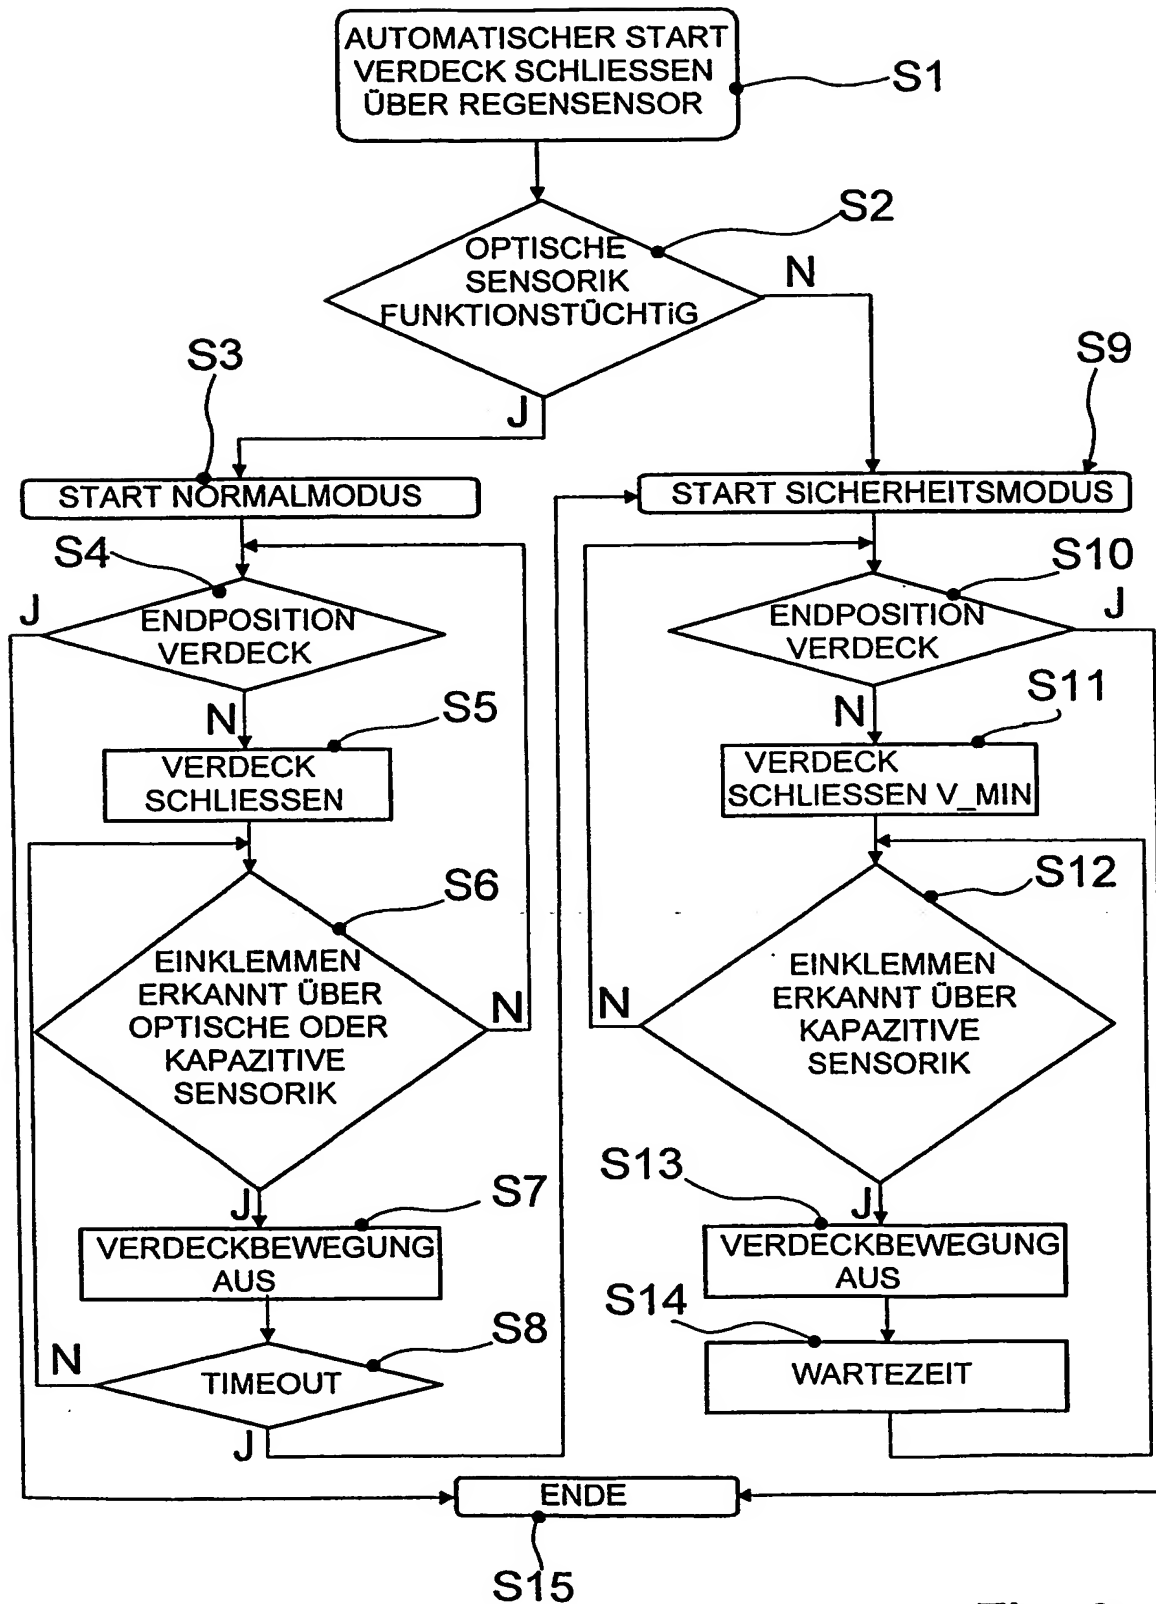 AUTOMATISCHER START
VERDECK SCHLIESSEN
ÜBER REGENSENSOR
S1
S2
OPTISCHE
SENSORIK
FUNKTIONSTÜCHTiG
N
J
S3
S9
START NORMALMODUS
START SICHERHEITSMODUS
S4
J
ENDPOSITION
VERDECK
N
S10
J
ENDPOSITION
VERDECK
N
S5
VERDECK
SCHLIESSEN
S11
VERDECK
SCHLIESSEN V_MIN
S6
EINKLEMMEN
ERKANNT ÜBER
OPTISCHE ODER
KAPAZITIVE
SENSORIK
N
J
S12
EINKLEMMEN
ERKANNT ÜBER
KAPAZITIVE
SENSORIK
N
J
S7
VERDECKBEWEGUNG
AUS
S13
VERDECKBEWEGUNG
AUS
S8
N
TIMEOUT
J
S14
WARTEZEIT
ENDE
S15